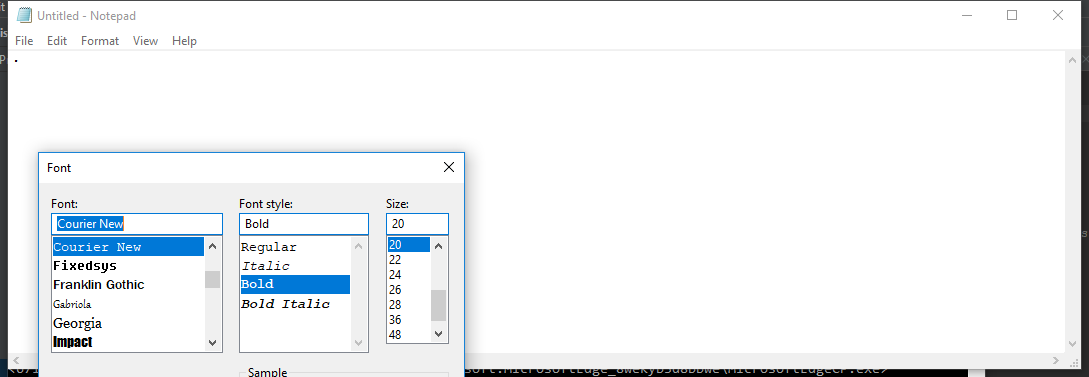 Untitled - Notepad
File Edit Format View Help
.
Font
Font: Font style: Size:
Courier New Bold 20
Courier New Regular 20
Fixedsys Italic 22
Franklin Gothic Bold 24
Gabriola Bold Italic 26
Georgia 28
Impact 36
48
Sample
soft.MicrosoftEdge_8wekyb3d8bbwe\MicrosoftEdgeCP.exe>